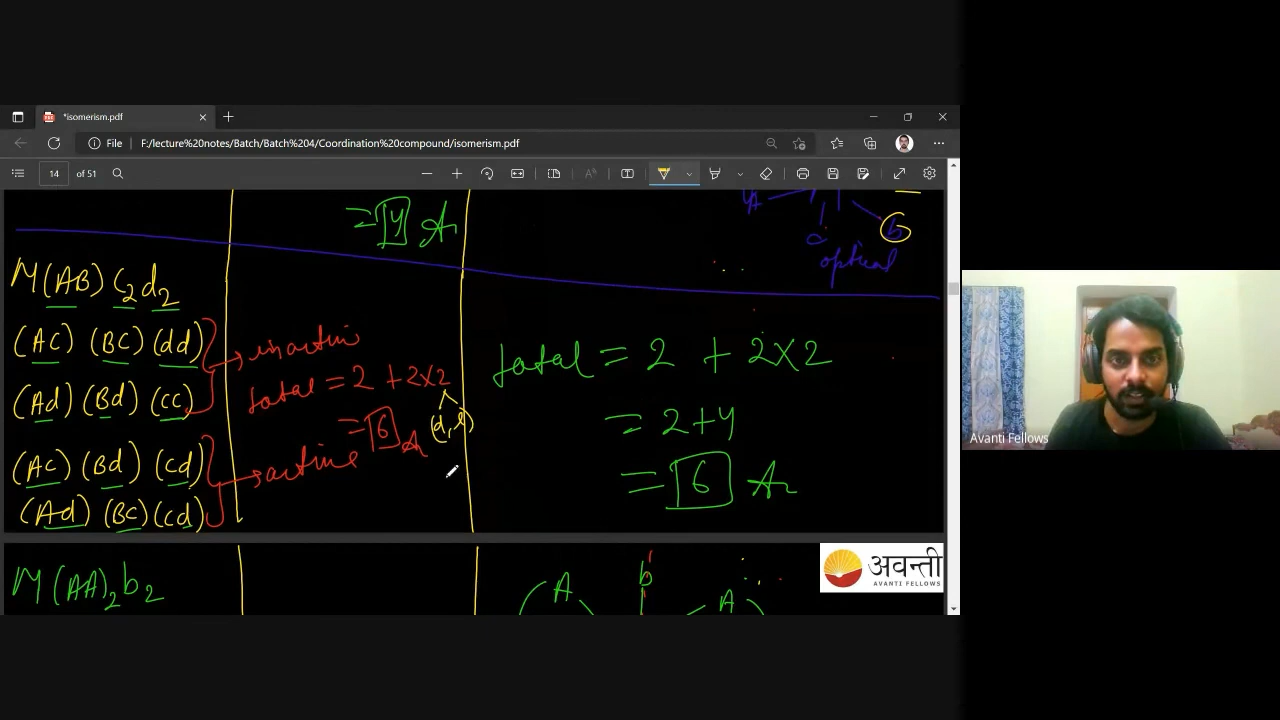 *isomerism.pdf
File F:/lecture%20notes/Batch/Batch%204/Coordination%20compound/isomerism.pdf
14 of 51
= 4
b
optical
M(AB)C₂d₂
(AC) (BC) (dd)
(Ad) (Bd) (CC)
(AC) (Bd) (Cd)
(Ad) (BC) (Cd)
total = 2 + 2×2
(d, l)
= 6
total = 2 + 2×2
= 2+4
= 6
M(AA)₂b₂
A
b
A
अवन्ती
AVANTI FELLOWS
Avanti Fellows